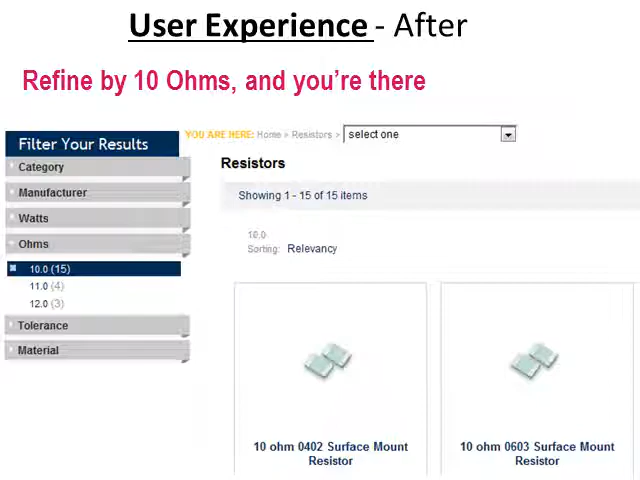 User Experience - After
Refine by 10 Ohms, and you're there
Filter Your Results
Category
Manufacturer
Watts
Ohms
10.0 (15)
11.0 (4)
12.0 (3)
Tolerance
Material
YOU ARE HERE: Home » Resistors > select one
Resistors
Showing 1 - 15 of 15 items
10.0
Sorting: Relevancy
10 ohm 0402 Surface Mount
Resistor
10 ohm 0603 Surface Mount
Resistor